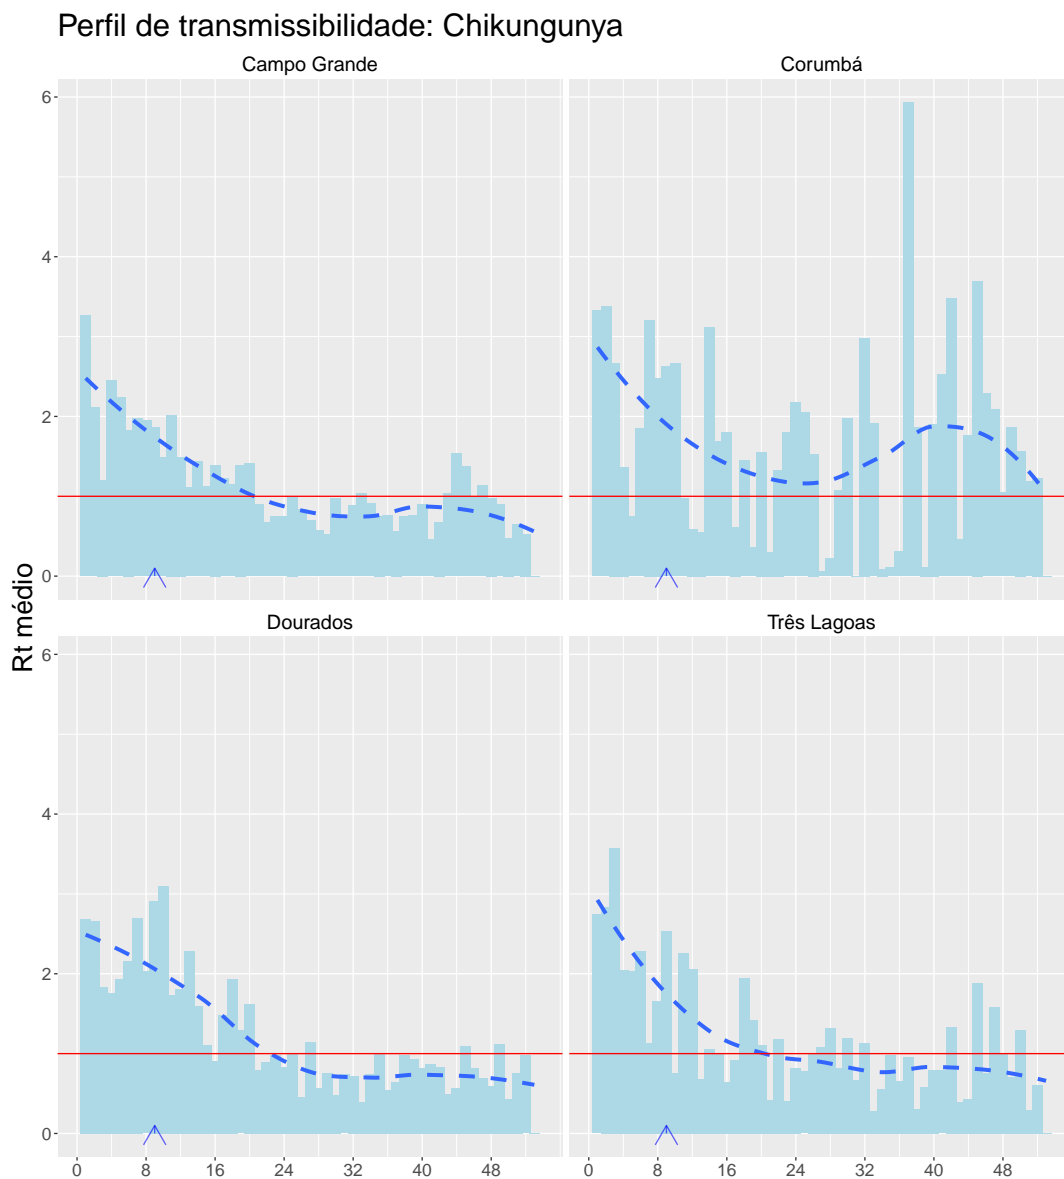 Perfil de transmissibilidade: Chikungunya
Campo Grande
Corumbá
6
4
2
0
Rt médio
Dourados
Três Lagoas
6
4
2
0
0 8 16 24 32 40 48
0 8 16 24 32 40 48